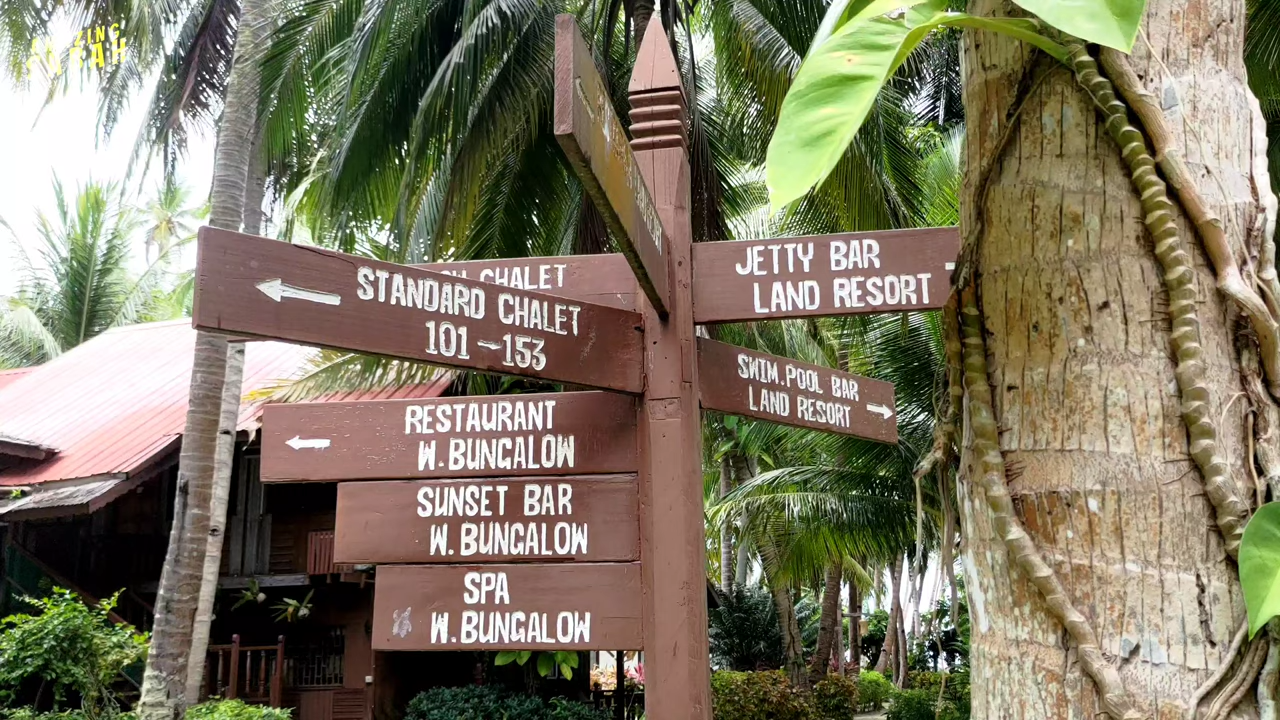 CHALET
STANDARD CHALET
101 - 153
RESTAURANT
W. BUNGALOW
SUNSET BAR
W. BUNGALOW
SPA
W. BUNGALOW
JETTY BAR
LAND RESORT
SWIM. POOL BAR
LAND RESORT